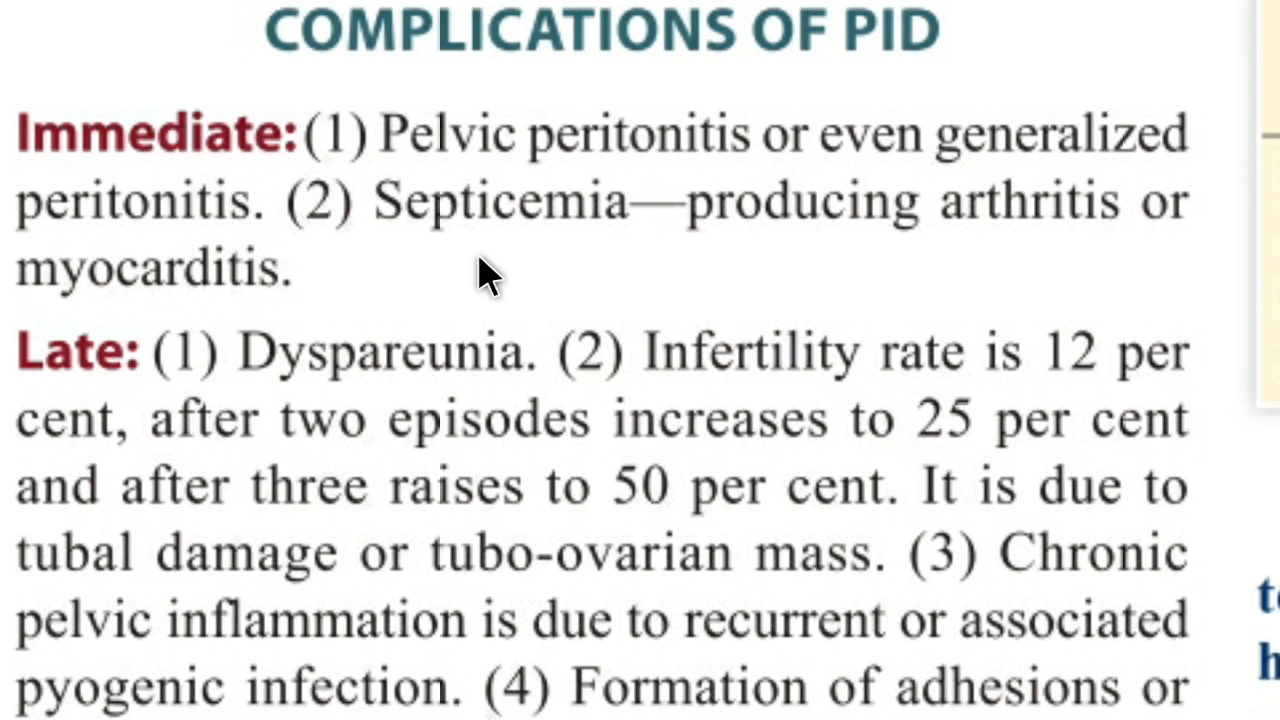 COMPLICATIONS OF PID
Immediate: (1) Pelvic peritonitis or even generalized
peritonitis. (2) Septicemia—producing arthritis or
myocarditis.
Late: (1) Dyspareunia. (2) Infertility rate is 12 per
cent, after two episodes increases to 25 per cent
and after three raises to 50 per cent. It is due to
tubal damage or tubo-ovarian mass. (3) Chronic
pelvic inflammation is due to recurrent or associated
pyogenic infection. (4) Formation of adhesions or